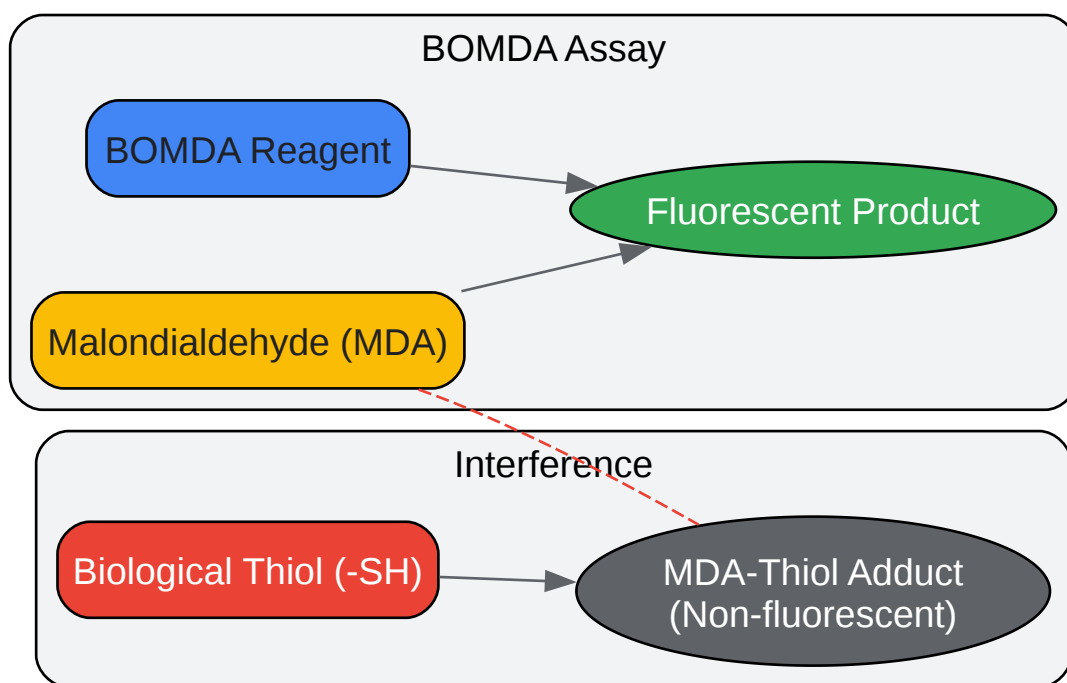 BOMDA Assay
BOMDA Reagent
Fluorescent Product
Malondialdehyde (MDA)
Interference
Biological Thiol (-SH)
MDA-Thiol Adduct
(Non-fluorescent)